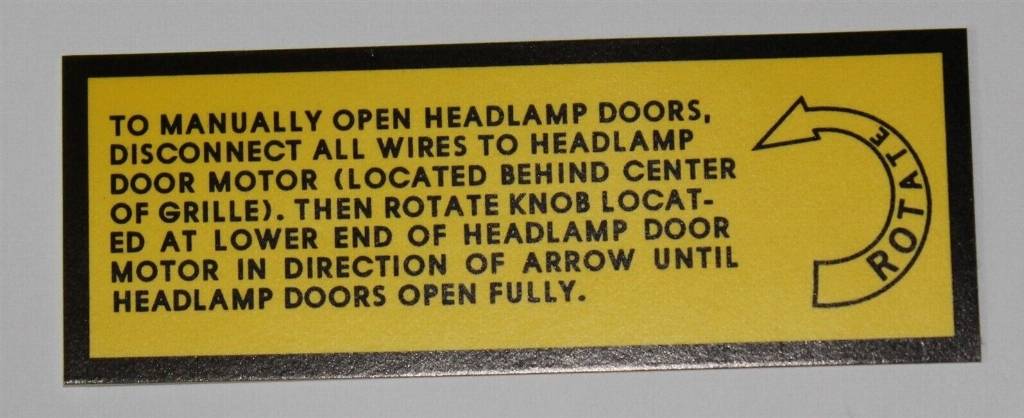 TO MANUALLY OPEN HEADLAMP DOORS,
DISCONNECT ALL WIRES TO HEADLAMP
DOOR MOTOR (LOCATED BEHIND CENTER
OF GRILLE). THEN ROTATE KNOB LOCAT-
ED AT LOWER END OF HEADLAMP DOOR
MOTOR IN DIRECTION OF ARROW UNTIL
HEADLAMP DOORS OPEN FULLY.
ROTATE